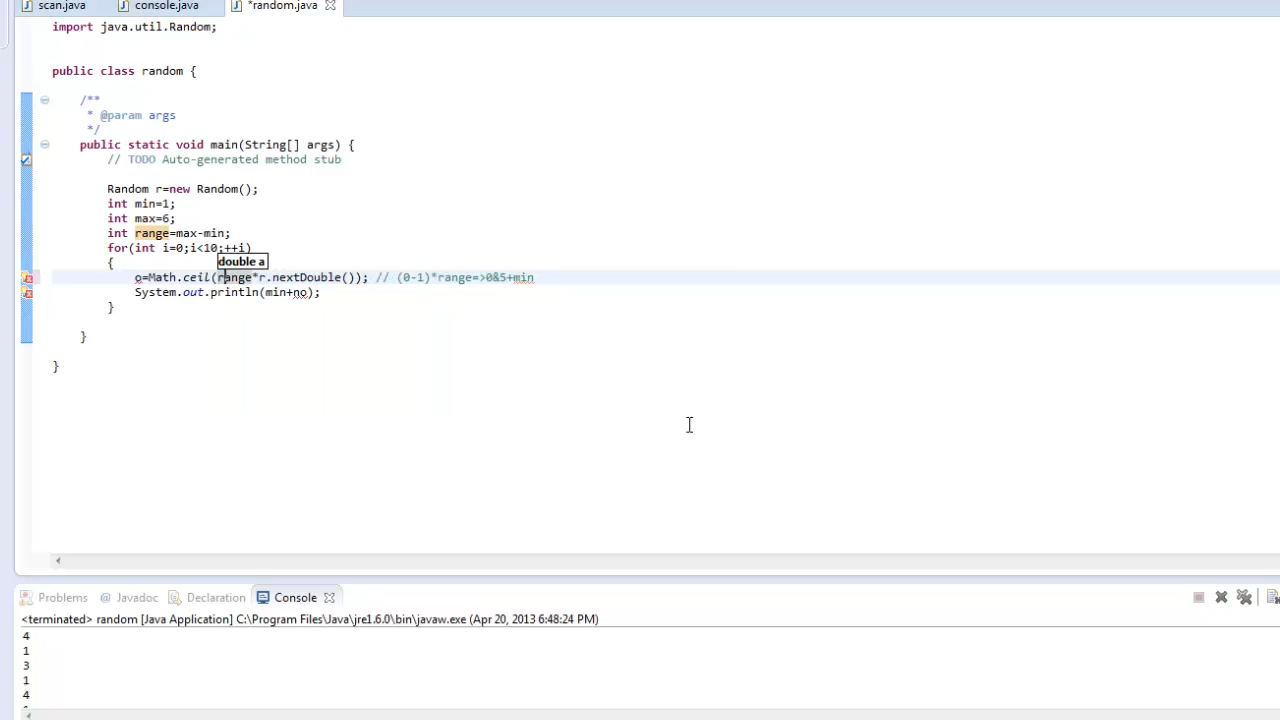 scan.java console.java *random.java
import java.util.Random;
public class random {
/**
* @param args
*/
public static void main(String[] args) {
// TODO Auto-generated method stub
Random r=new Random();
int min=1;
int max=6;
int range=max-min;
for(int i=0;i<10;++i)
{
double a
o=Math.ceil(range*r.nextDouble()); // (0-1)*range=>0&5+min
System.out.println(min+no);
}
}
}
Problems @ Javadoc Declaration Console
<terminated> random [Java Application] C:\Program Files\Java\jre1.6.0\bin\javaw.exe (Apr 20, 2013 6:48:24 PM)
4
1
3
1
4